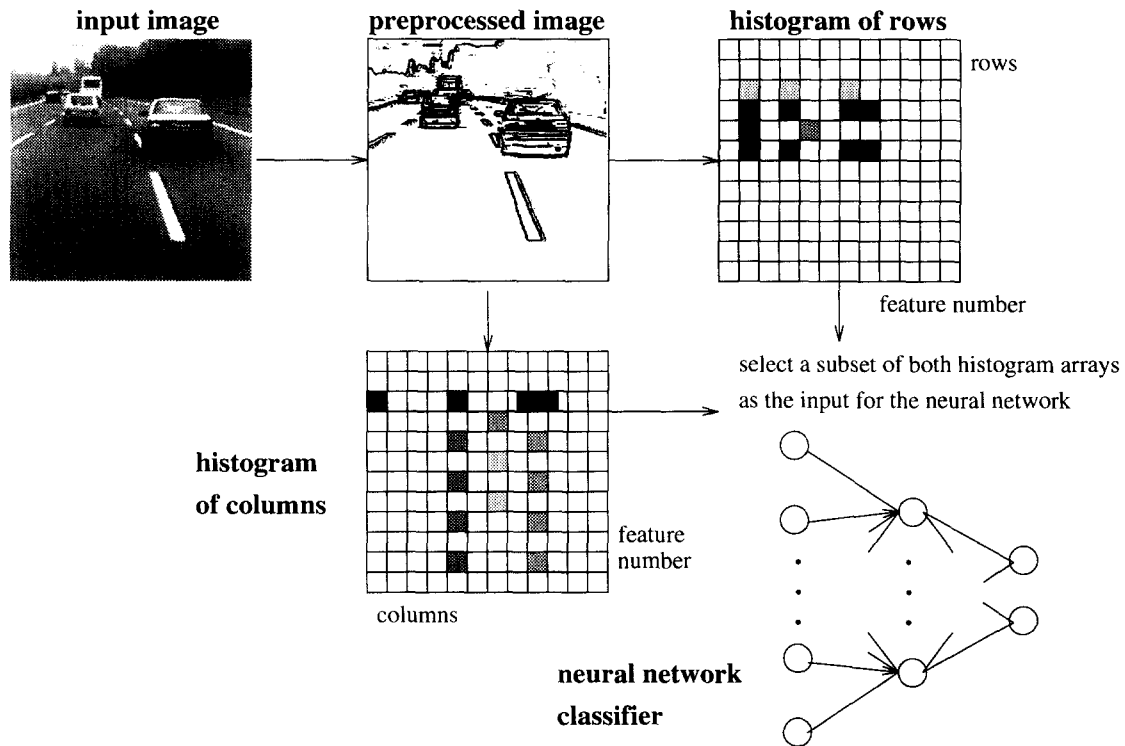 input image
preprocessed image
histogram of rows
rows
feature number
select a subset of both histogram arrays
as the input for the neural network
histogram
of columns
feature
number
columns
neural network
classifier